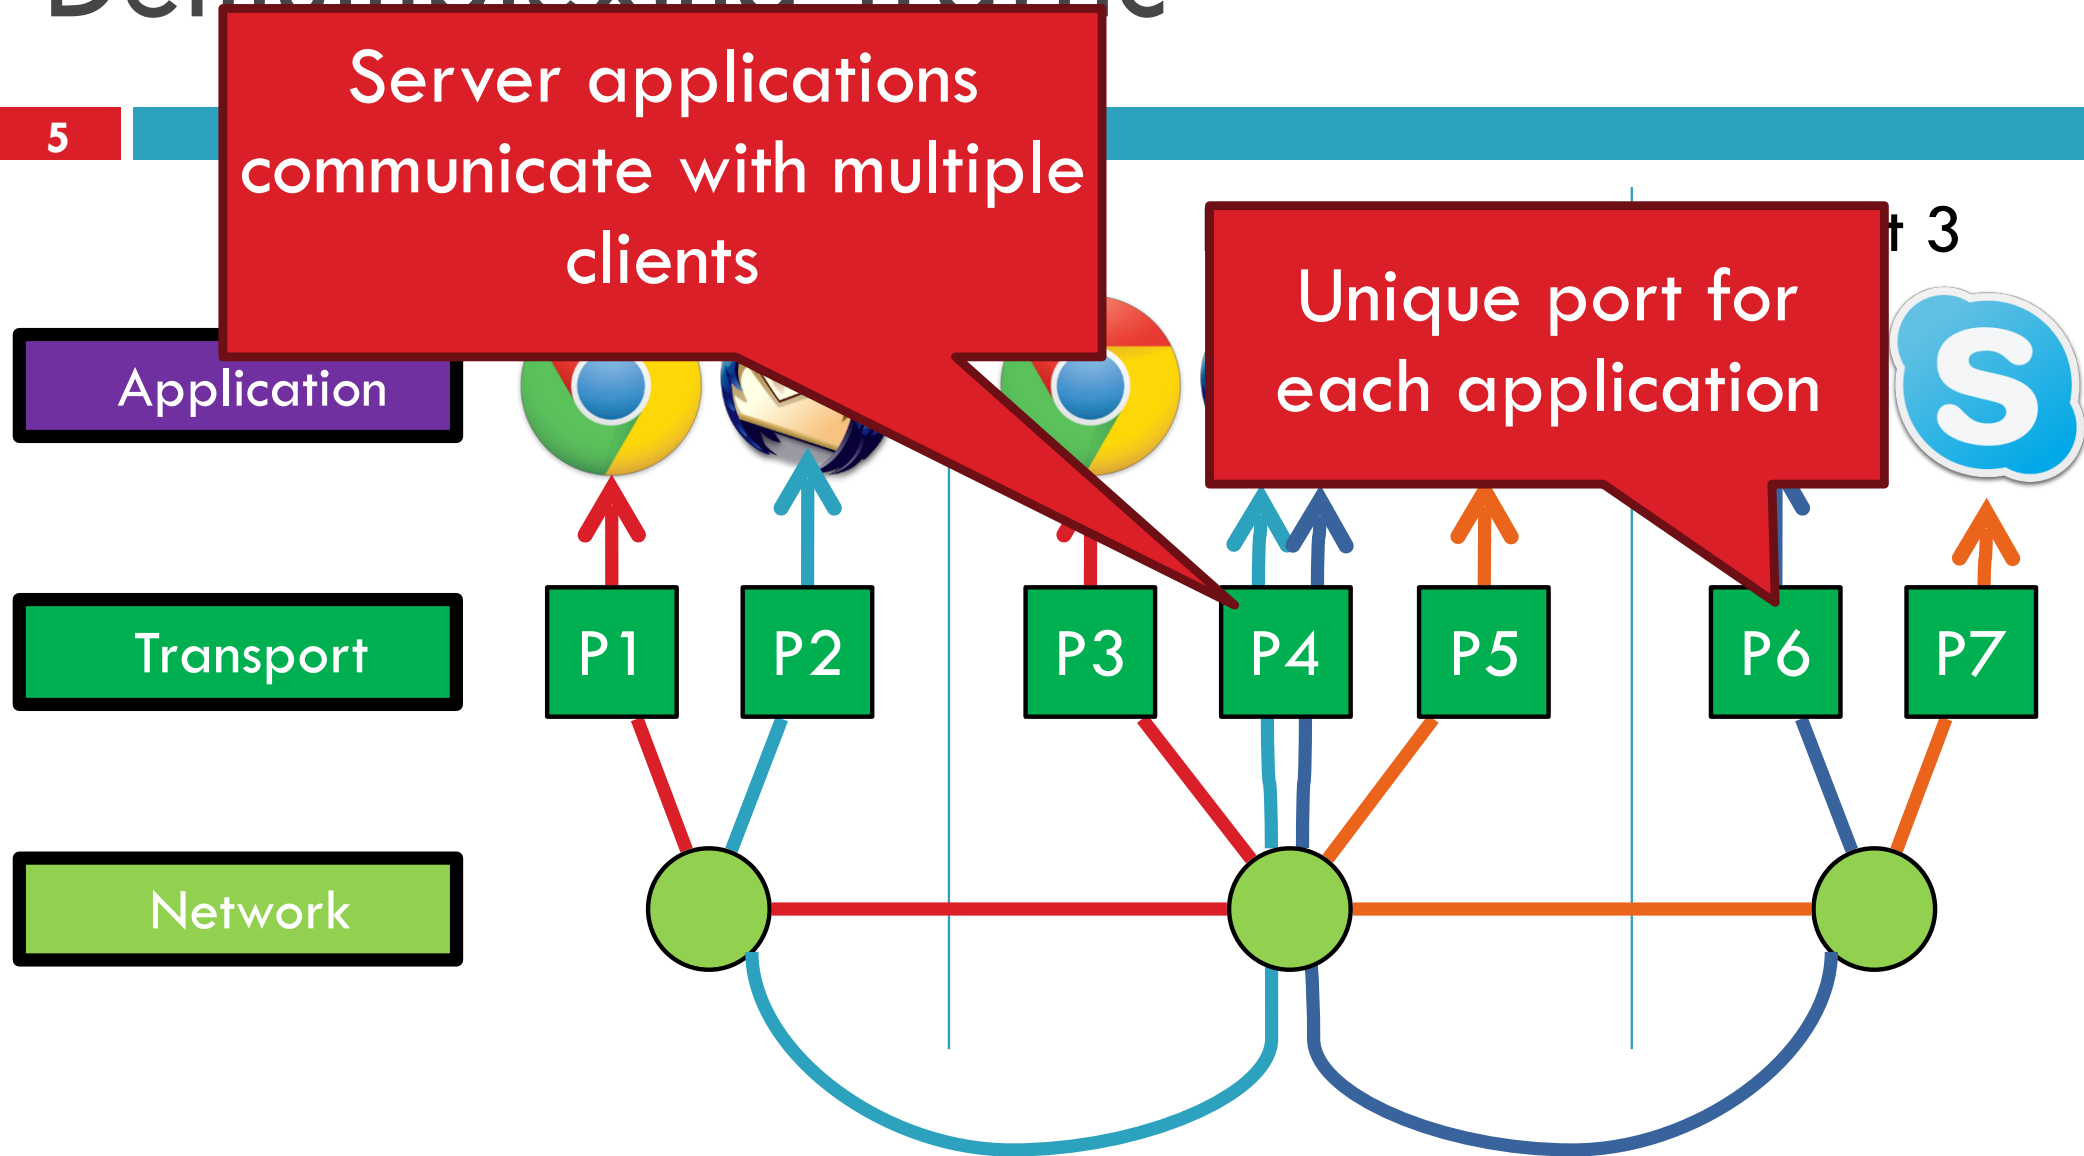 Server applications
communicate with multiple
clients
5
t 3
Unique port for
each application
Application
S
Transport
P1
P2
P3
P4
P5
P6
P7
Network